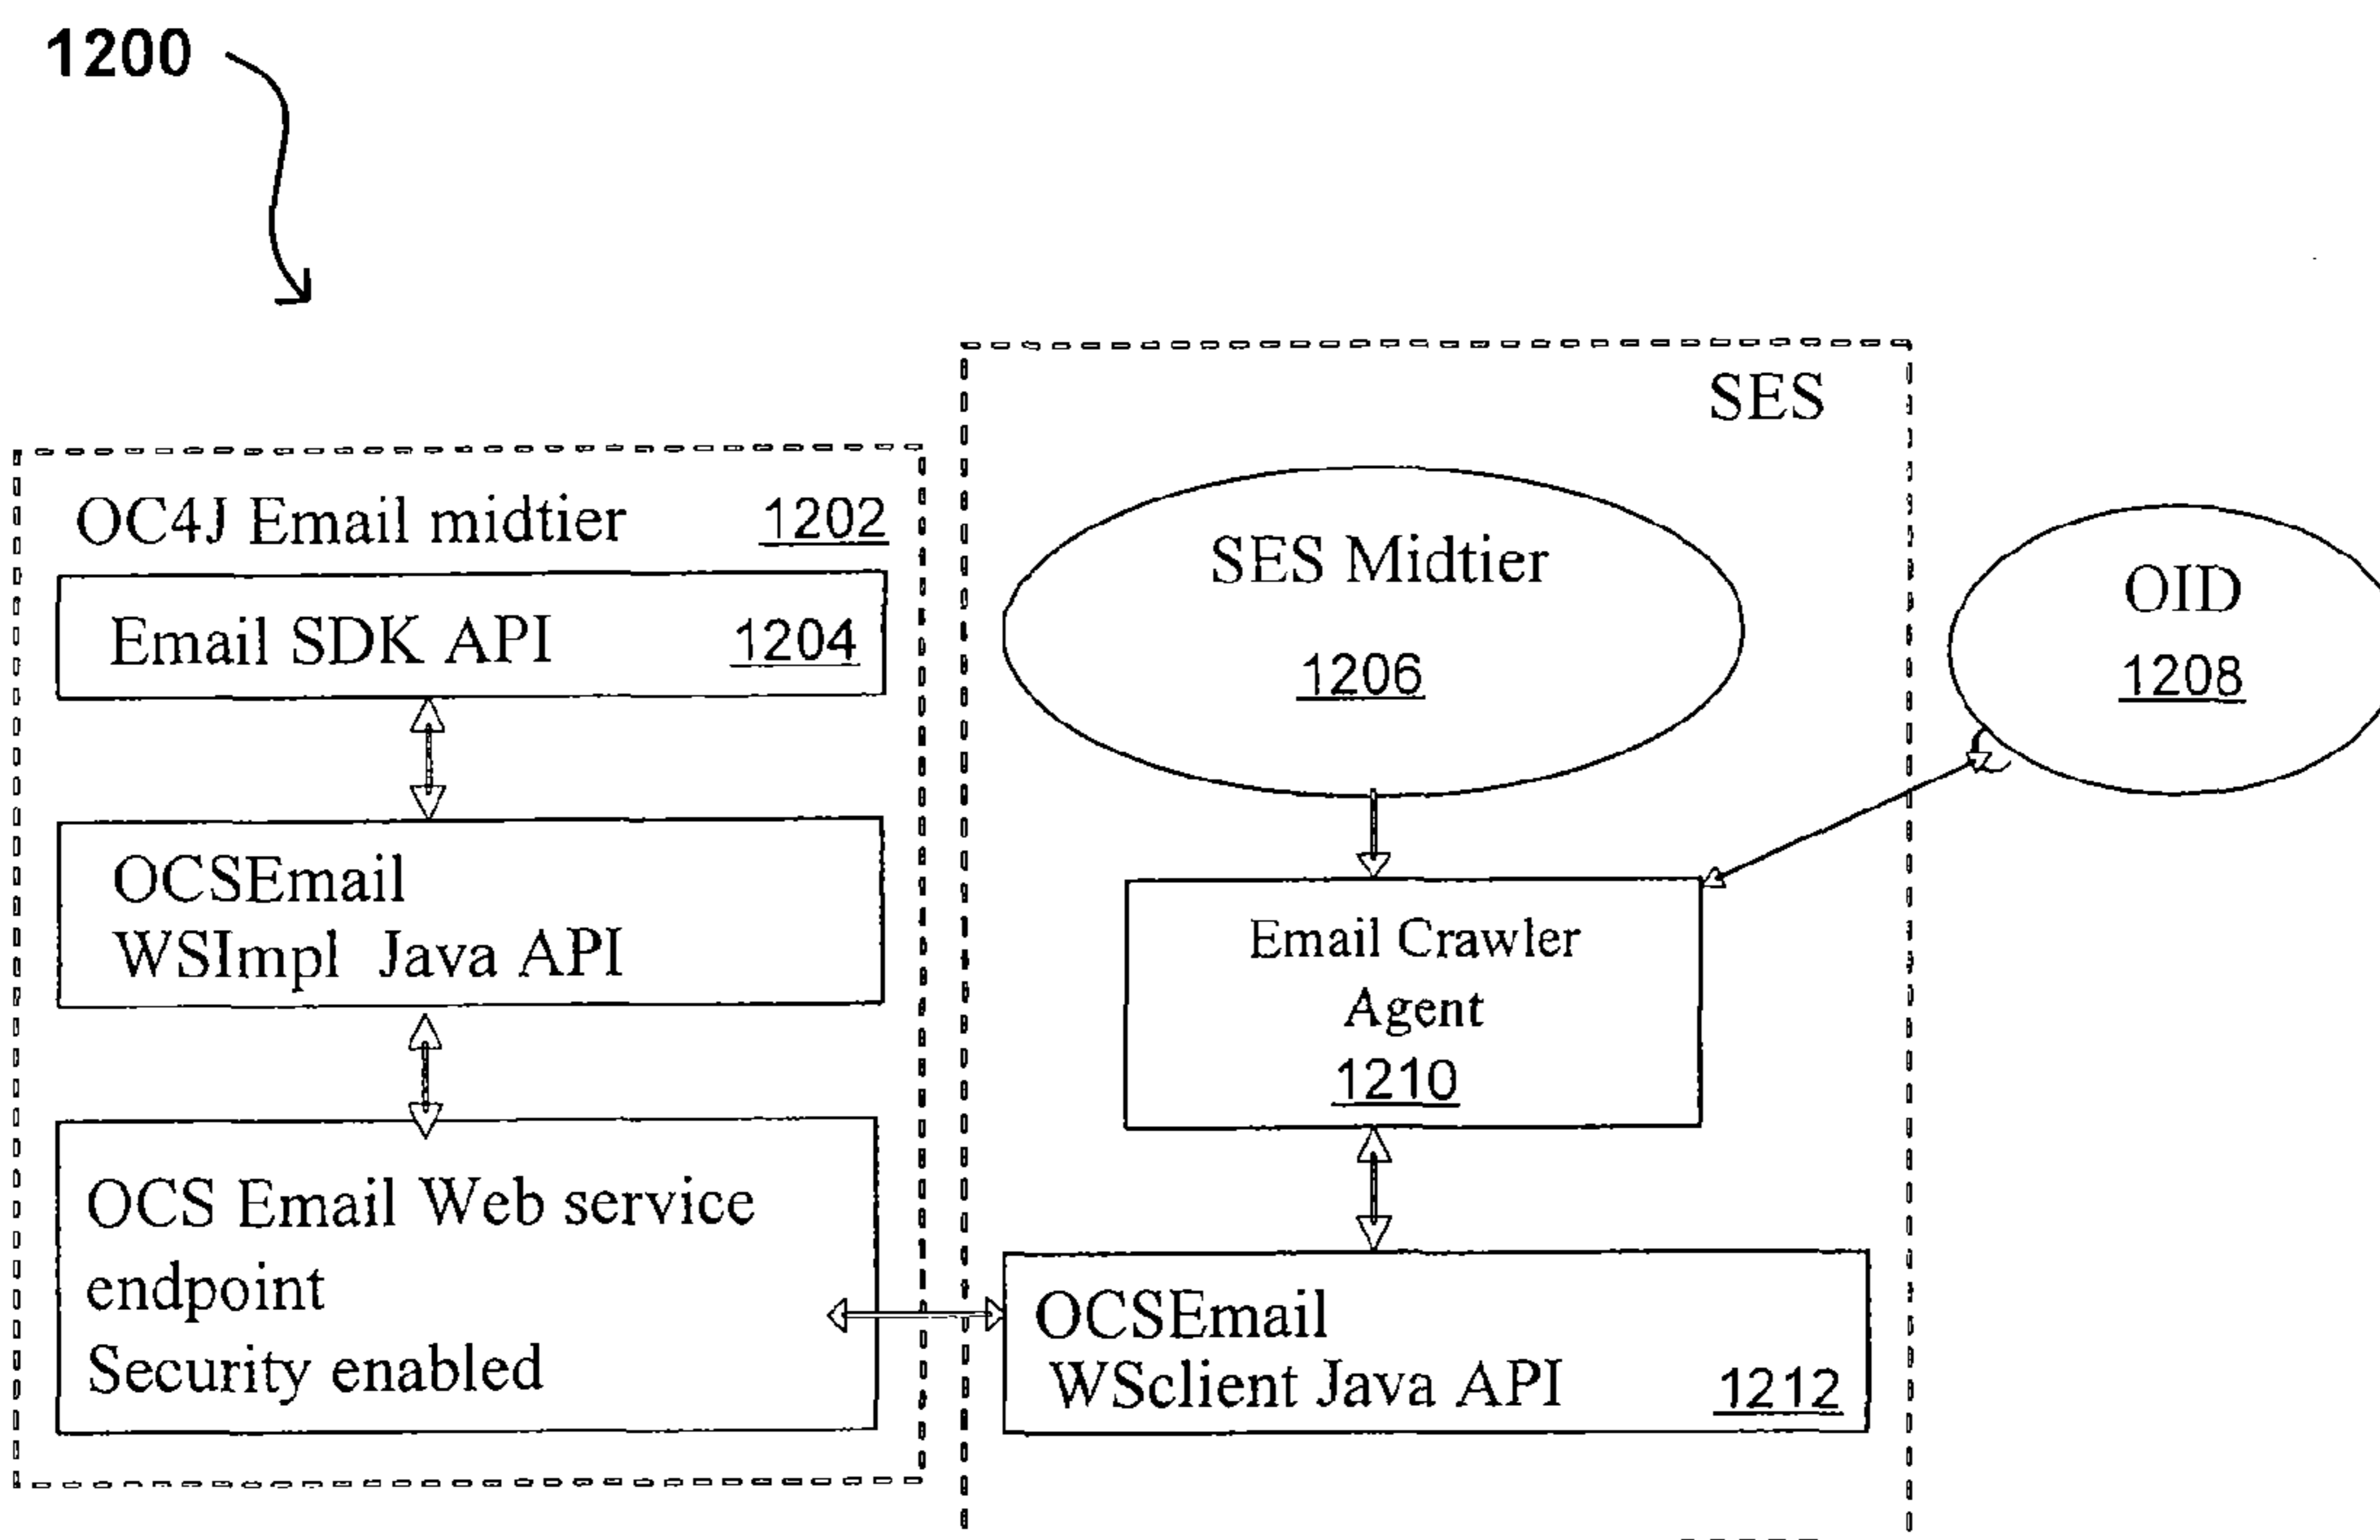 1200
OC4J Email midtier 1202
Email SDK API 1204
OCSEmail
WSImpl Java API
OCS Email Web service
endpoint
Security enabled
SES
SES Midtier
1206
Email Crawler
Agent
1210
OCSEmail
WSclient Java API 1212
OID
1208